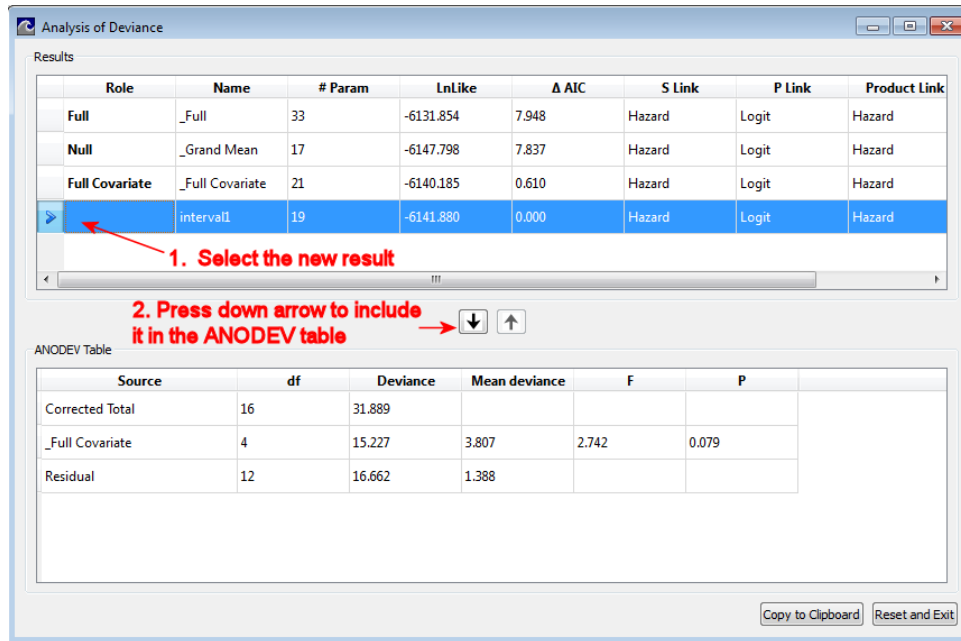 Analysis of Deviance
Results
Role Name # Param LnLike Δ AIC S Link P Link Product Link
Full _Full 33 -6131.854 7.948 Hazard Logit Hazard
Null _Grand Mean 17 -6147.798 7.837 Hazard Logit Hazard
Full Covariate _Full Covariate 21 -6140.185 0.610 Hazard Logit Hazard
interval1 19 -6141.880 0.000 Hazard Logit Hazard
1. Select the new result
2. Press down arrow to include
it in the ANODEV table
ANODEV Table
Source df Deviance Mean deviance F P
Corrected Total 16 31.889
_Full Covariate 4 15.227 3.807 2.742 0.079
Residual 12 16.662 1.388
Copy to Clipboard Reset and Exit